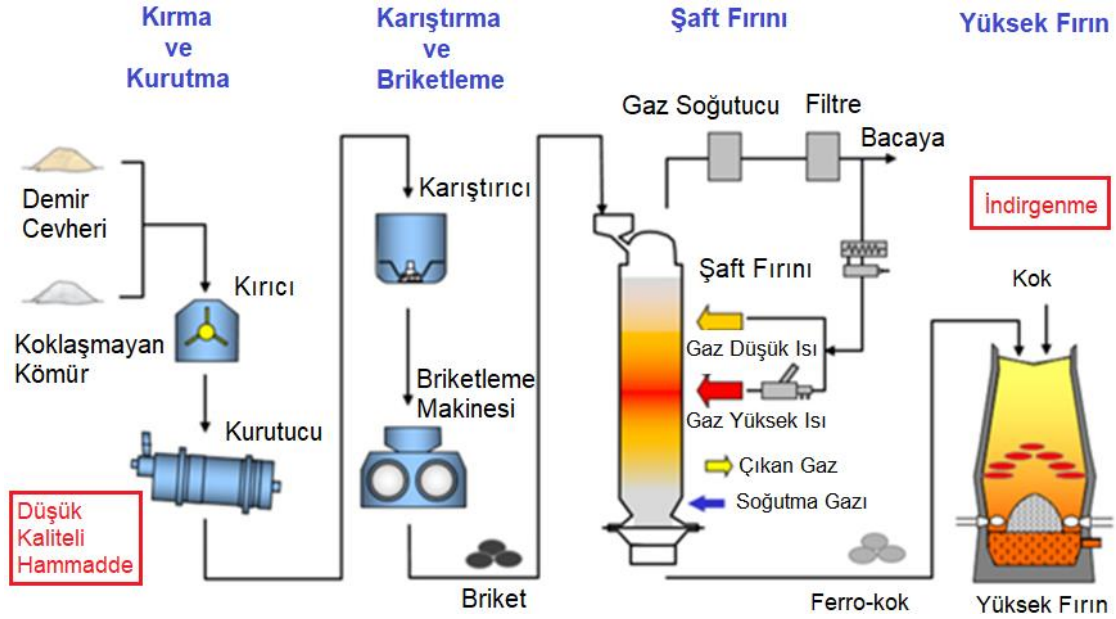 Kırma
ve
Kurutma
Karıştırma
ve
Briketleme
Şaft Fırını
Yüksek Fırın
Gaz Soğutucu
Filtre
Bacaya
Demir
Cevheri
Karıştırıcı
İndirgenme
Kırıcı
Şaft Fırını
Kok
Koklaşmayan
Kömür
Gaz Düşük Isı
Briketleme
Makinesi
Gaz Yüksek Isı
Kurutucu
Çıkan Gaz
Soğutma Gazı
Düşük
Kaliteli
Hammadde
Briket
Ferro-kok
Yüksek Fırın